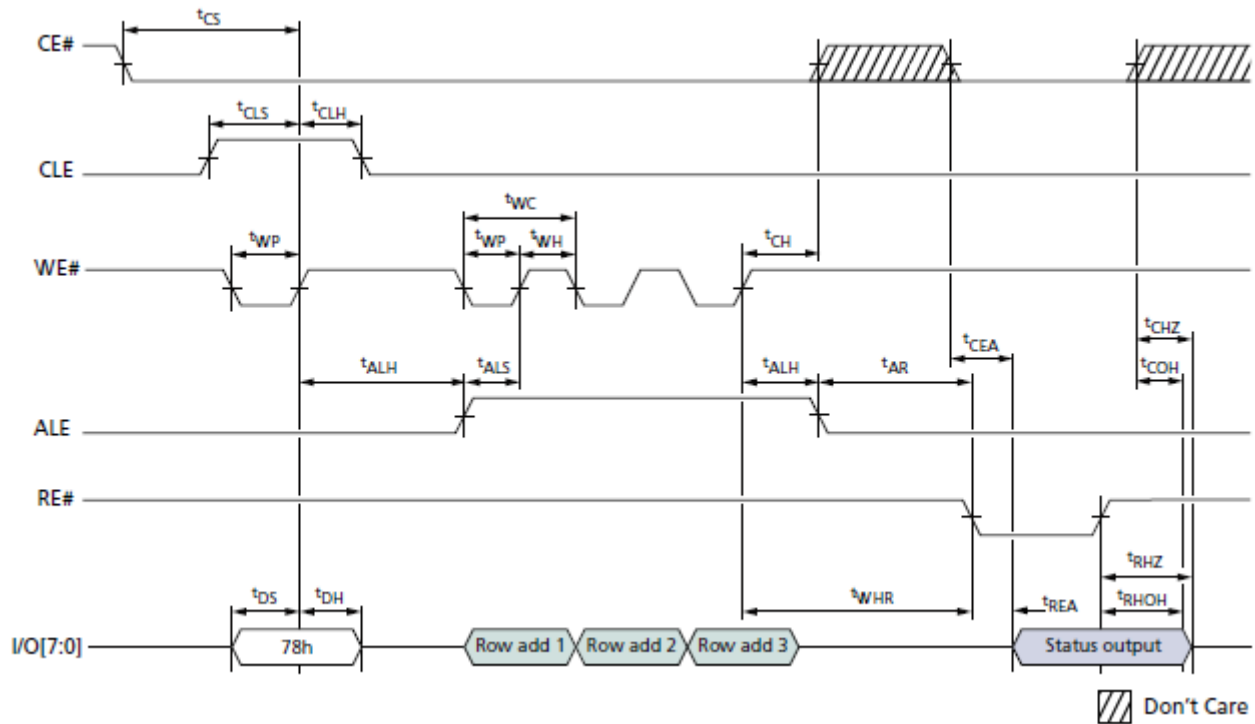 tCS
CE#
tCLS tCLH
CLE
tWC
tWP tWP tWH tCH
WE#
tCHZ
tCEA
tALH tALS tALH tAR tCOH
ALE
RE#
tRHZ
tDS tDH tWHR tREA tRHOH
I/O[7:0] 78h Row add 1 Row add 2 Row add 3 Status output
Don't Care